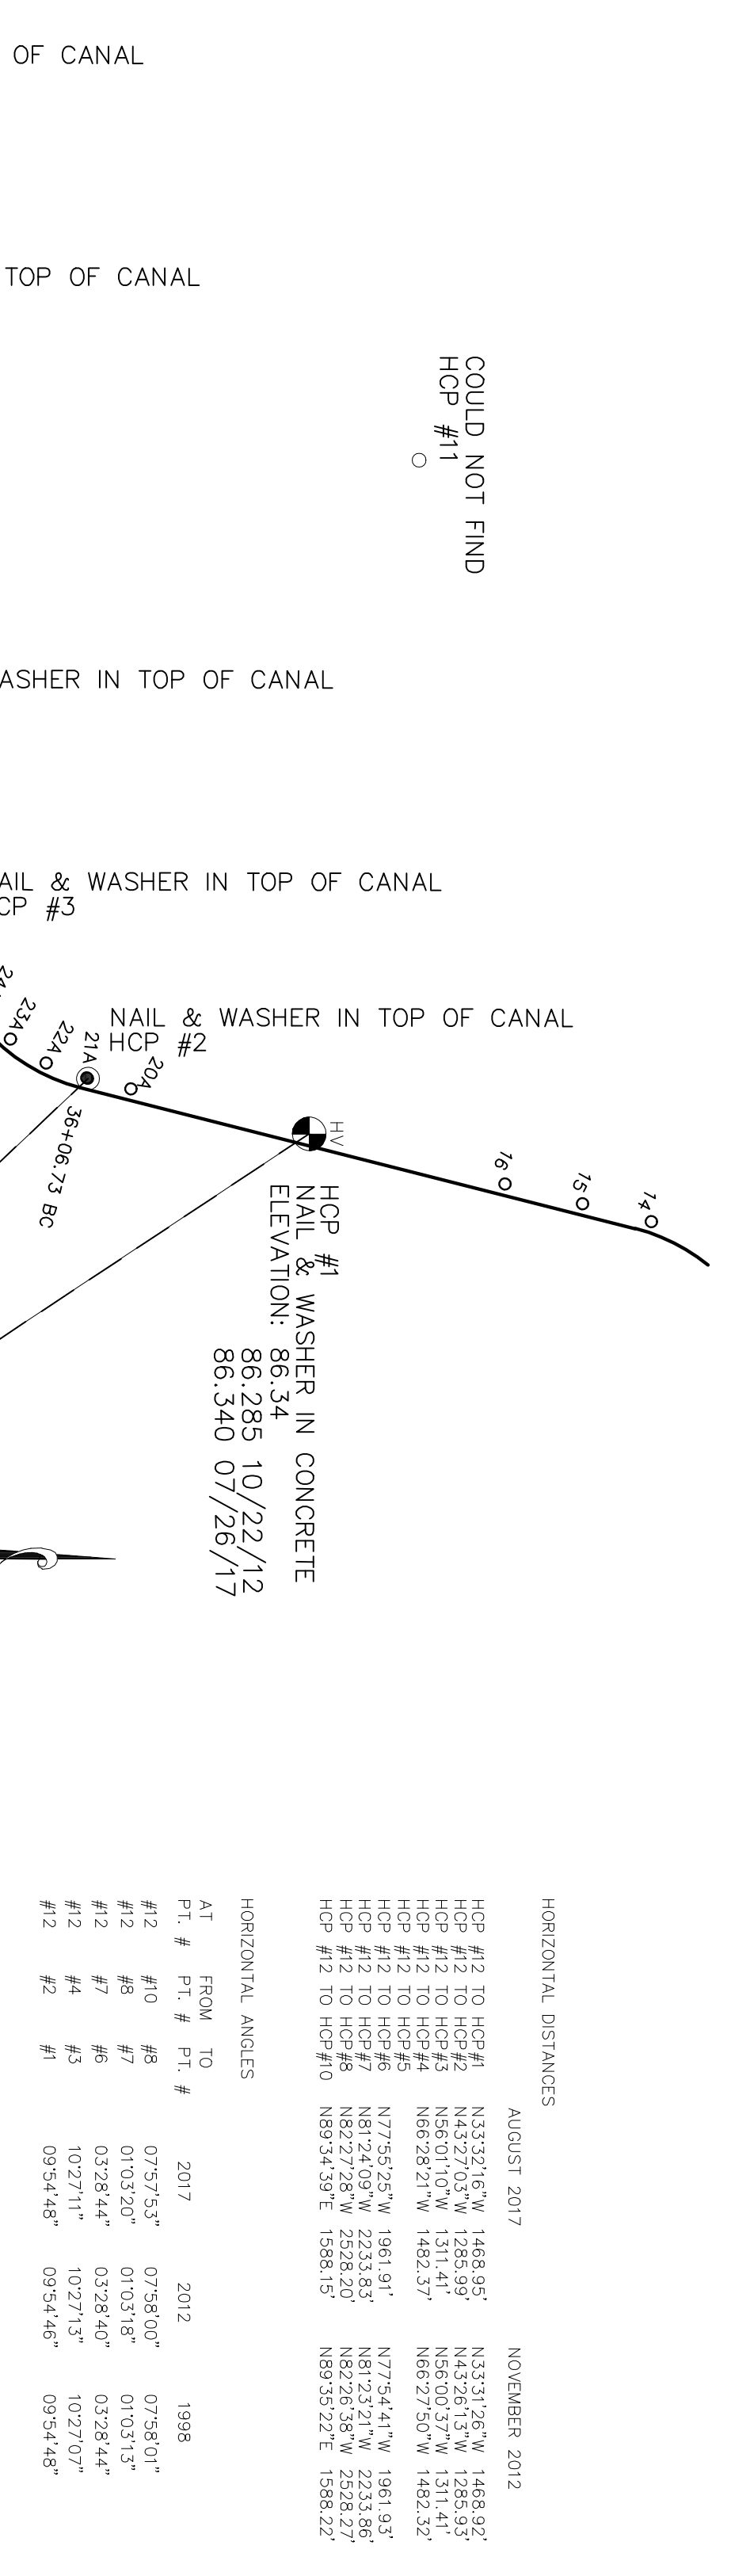 OF CANAL
TOP OF CANAL
COULD NOT FIND
HCP #11
ASHER IN TOP OF CANAL
AIL & WASHER IN TOP OF CANAL
CP #3
NAIL & WASHER IN TOP OF CANAL
HCP #2
23A
22A
21A
20A
36+06.73 BC
HV
16
15
14
HCP #1
NAIL & WASHER IN CONCRETE
ELEVATION: 86.34
86.285 10/22/12
86.340 07/26/17
HORIZONTAL DISTANCES
AUGUST 2017 NOVEMBER 2012
HCP #12 TO HCP#1 N33°32'16"W 1468.95' N33°31'26"W 1468.92'
HCP #12 TO HCP#2 N43°27'03"W 1285.99' N43°26'13"W 1285.93'
HCP #12 TO HCP#3 N56°01'10"W 1311.41' N56°00'37"W 1311.41'
HCP #12 TO HCP#4 N66°28'21"W 1482.37' N66°27'50"W 1482.32'
HCP #12 TO HCP#5
HCP #12 TO HCP#6 N77°55'25"W 1961.91' N77°54'41"W 1961.93'
HCP #12 TO HCP#7 N81°24'09"W 2233.83' N81°23'21"W 2233.86'
HCP #12 TO HCP#8 N82°27'28"W 2528.20' N82°26'38"W 2528.27'
HCP #12 TO HCP#10 N89°34'39"E 1588.15' N89°35'22"E 1588.22'
HORIZONTAL ANGLES
AT FROM TO
PT. # PT. # PT. # 2017 2012 1998
#12 #10 #8 07°57'53" 07°58'00" 07°58'01"
#12 #8 #7 01°03'20" 01°03'18" 01°03'13"
#12 #7 #6 03°28'44" 03°28'40" 03°28'44"
#12 #4 #3 10°27'11" 10°27'13" 10°27'07"
#12 #2 #1 09°54'48" 09°54'46" 09°54'48"